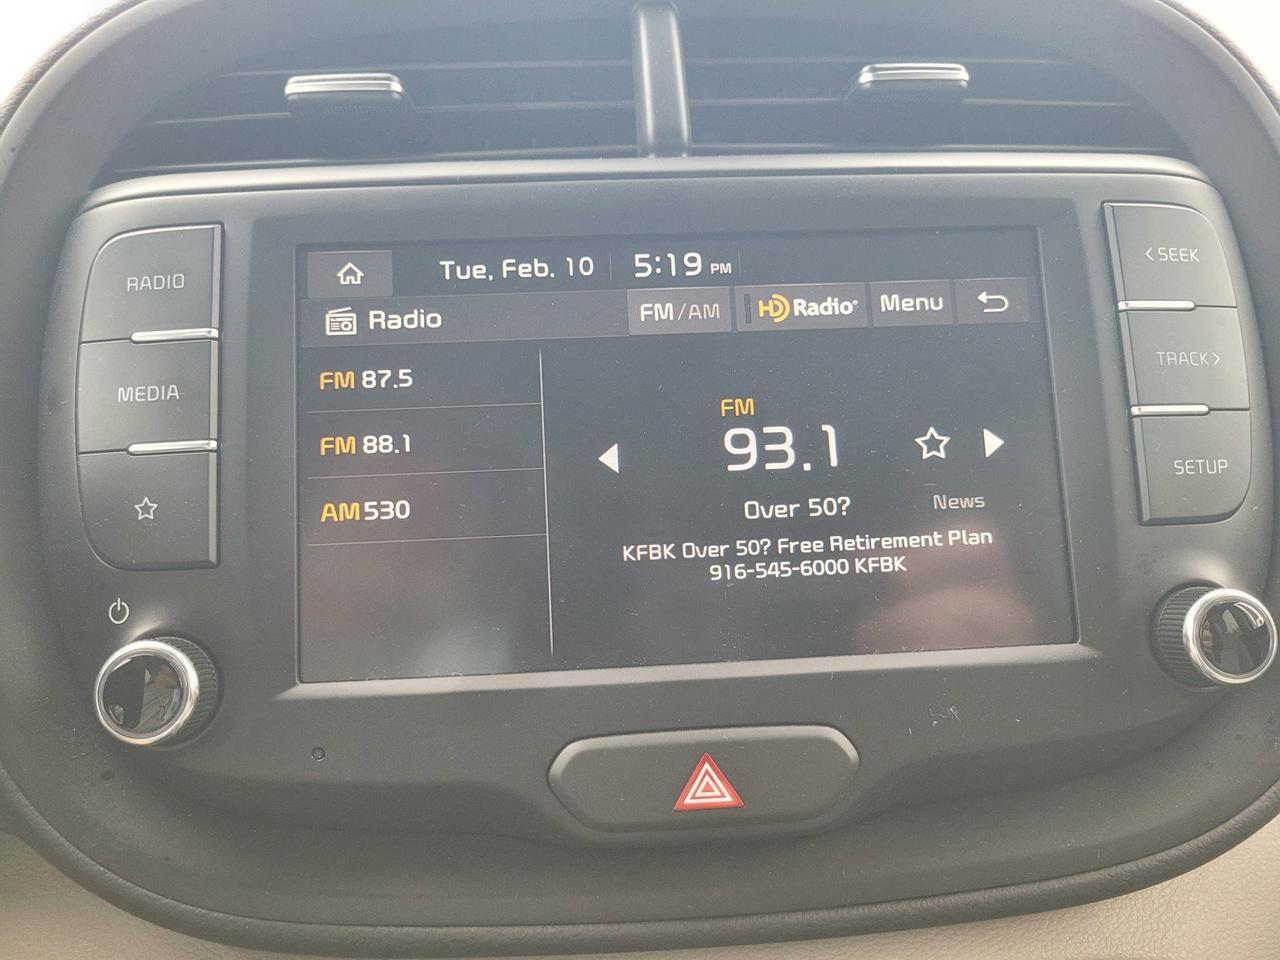 RADIO
MEDIA
Tue, Feb. 10 5:19 PM
Radio FM/AM HD Radio® Menu
FM 87.5
FM 88.1
AM 530
FM
93.1
Over 50? News
KFBK Over 50? Free Retirement Plan
916-545-6000 KFBK
< SEEK
TRACK >
SETUP